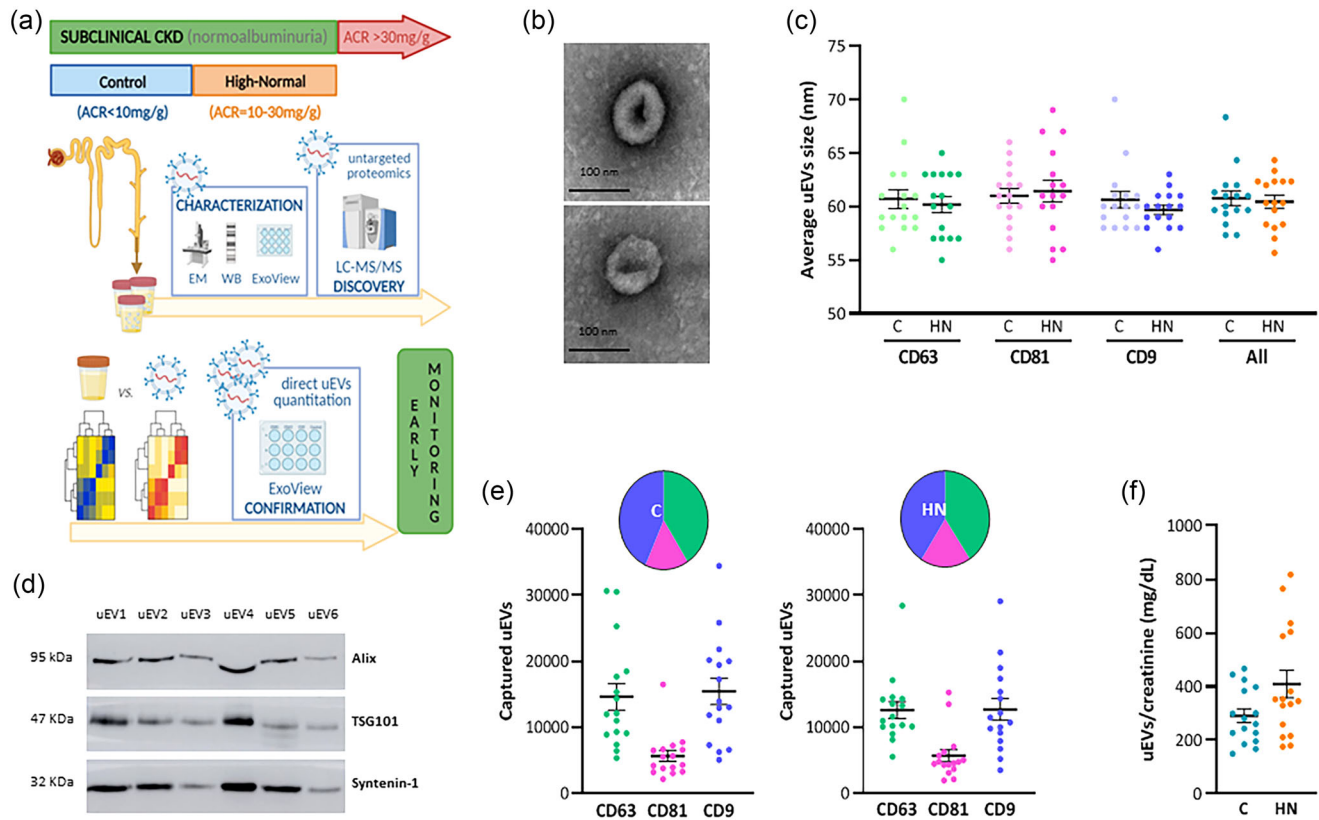 (a)
SUBCLINICAL CKD (normoalbuminuria)
ACR >30mg/g
Control
High-Normal
(ACR<10mg/g)
(ACR=10-30mg/g)
untargeted
proteomics
CHARACTERIZATION
EM WB ExoView
LC-MS/MS
DISCOVERY
VS.
direct uEVs
quantitation
ExoView
CONFIRMATION
EARLY
MONITORING
(b)
100 nm
100 nm
(c)
Average uEVs size (nm)
75
70
65
60
55
50
C HN C HN C HN C HN
CD63 CD81 CD9 All
(d)
uEV1 uEV2 uEV3 uEV4 uEV5 uEV6
95 kDa Alix
47 KDa TSG101
32 KDa Syntenin-1
(e)
C
Captured uEVs
40000
30000
20000
10000
0
CD63 CD81 CD9
HN
Captured uEVs
40000
30000
20000
10000
0
CD63 CD81 CD9
(f)
uEVs/creatinine (mg/dL)
1000
800
600
400
200
0
C HN